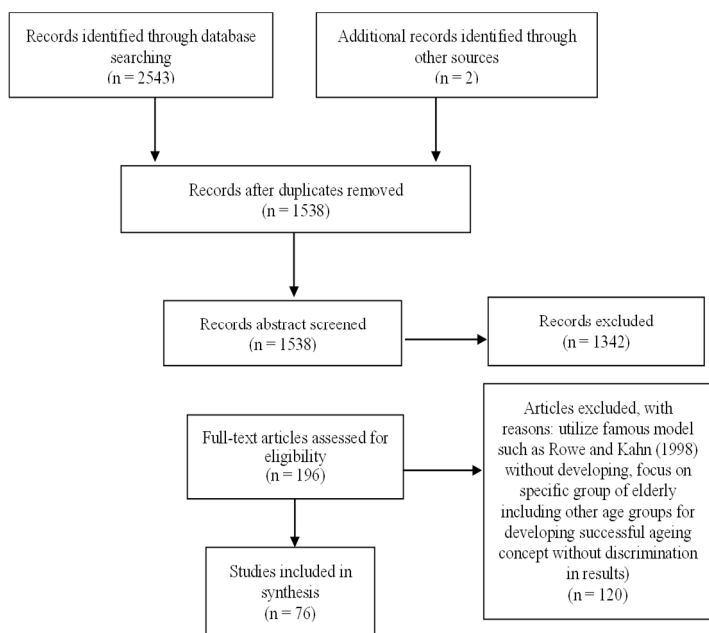 Records identified through database
searching
(n = 2543)
Additional records identified through
other sources
(n = 2)
Records after duplicates removed
(n = 1538)
Records abstract screened
(n = 1538)
Records excluded
(n = 1342)
Full-text articles assessed for
eligibility
(n = 196)
Articles excluded, with
reasons: utilize famous model
such as Rowe and Kahn (1998)
without developing, focus on
specific group of elderly
including other age groups for
developing successful ageing
concept without discrimination
in results)
(n = 120)
Studies included in
synthesis
(n = 76)